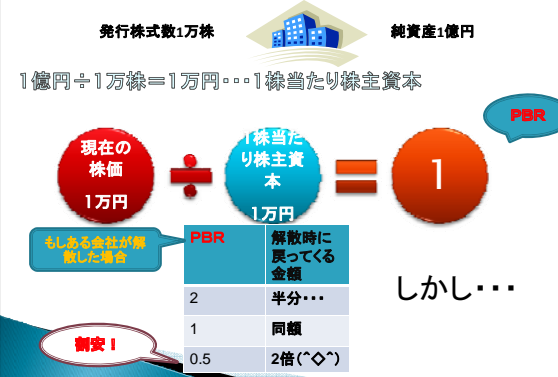 発行株式数1万株
純資産1億円
1億円÷1万株＝1万円・・・1株当たり株主資本
PBR
現在の
株価
1万円
÷
1株当た
り株主資
本
1万円
＝
1
もしある会社が解
散した場合
PBR
解散時に
戻ってくる
金額
2
半分・・・
1
同額
0.5
2倍(^◇^)
しかし・・・
割安！